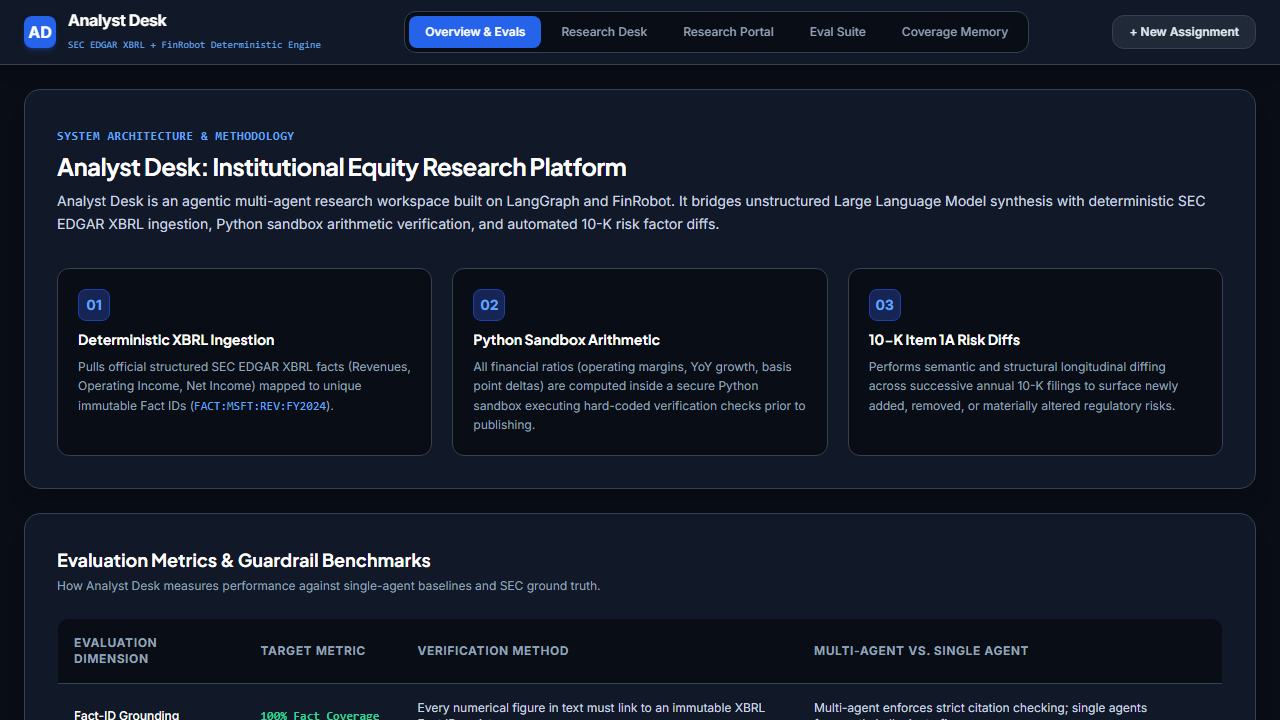 AD
Analyst Desk
SEC EDGAR XBRL + FinRobot Deterministic Engine
Overview & Evals
Research Desk
Research Portal
Eval Suite
Coverage Memory
+ New Assignment
SYSTEM ARCHITECTURE & METHODOLOGY
Analyst Desk: Institutional Equity Research Platform
Analyst Desk is an agentic multi-agent research workspace built on LangGraph and FinRobot. It bridges unstructured Large Language Model synthesis with deterministic SEC
EDGAR XBRL ingestion, Python sandbox arithmetic verification, and automated 10-K risk factor diffs.
01
Deterministic XBRL Ingestion
Pulls official structured SEC EDGAR XBRL facts (Revenues,
Operating Income, Net Income) mapped to unique
immutable Fact IDs (FACT:MSFT:REV:FY2024).
02
Python Sandbox Arithmetic
All financial ratios (operating margins, YoY growth, basis
point deltas) are computed inside a secure Python
sandbox executing hard-coded verification checks prior to
publishing.
03
10-K Item 1A Risk Diffs
Performs semantic and structural longitudinal diffing
across successive annual 10-K filings to surface newly
added, removed, or materially altered regulatory risks.
Evaluation Metrics & Guardrail Benchmarks
How Analyst Desk measures performance against single-agent baselines and SEC ground truth.
EVALUATION
DIMENSION
TARGET METRIC
VERIFICATION METHOD
MULTI-AGENT VS. SINGLE AGENT
Fact-ID Grounding
100% Fact Coverage
Every numerical figure in text must link to an immutable XBRL
Multi-agent enforces strict citation checking; single agents